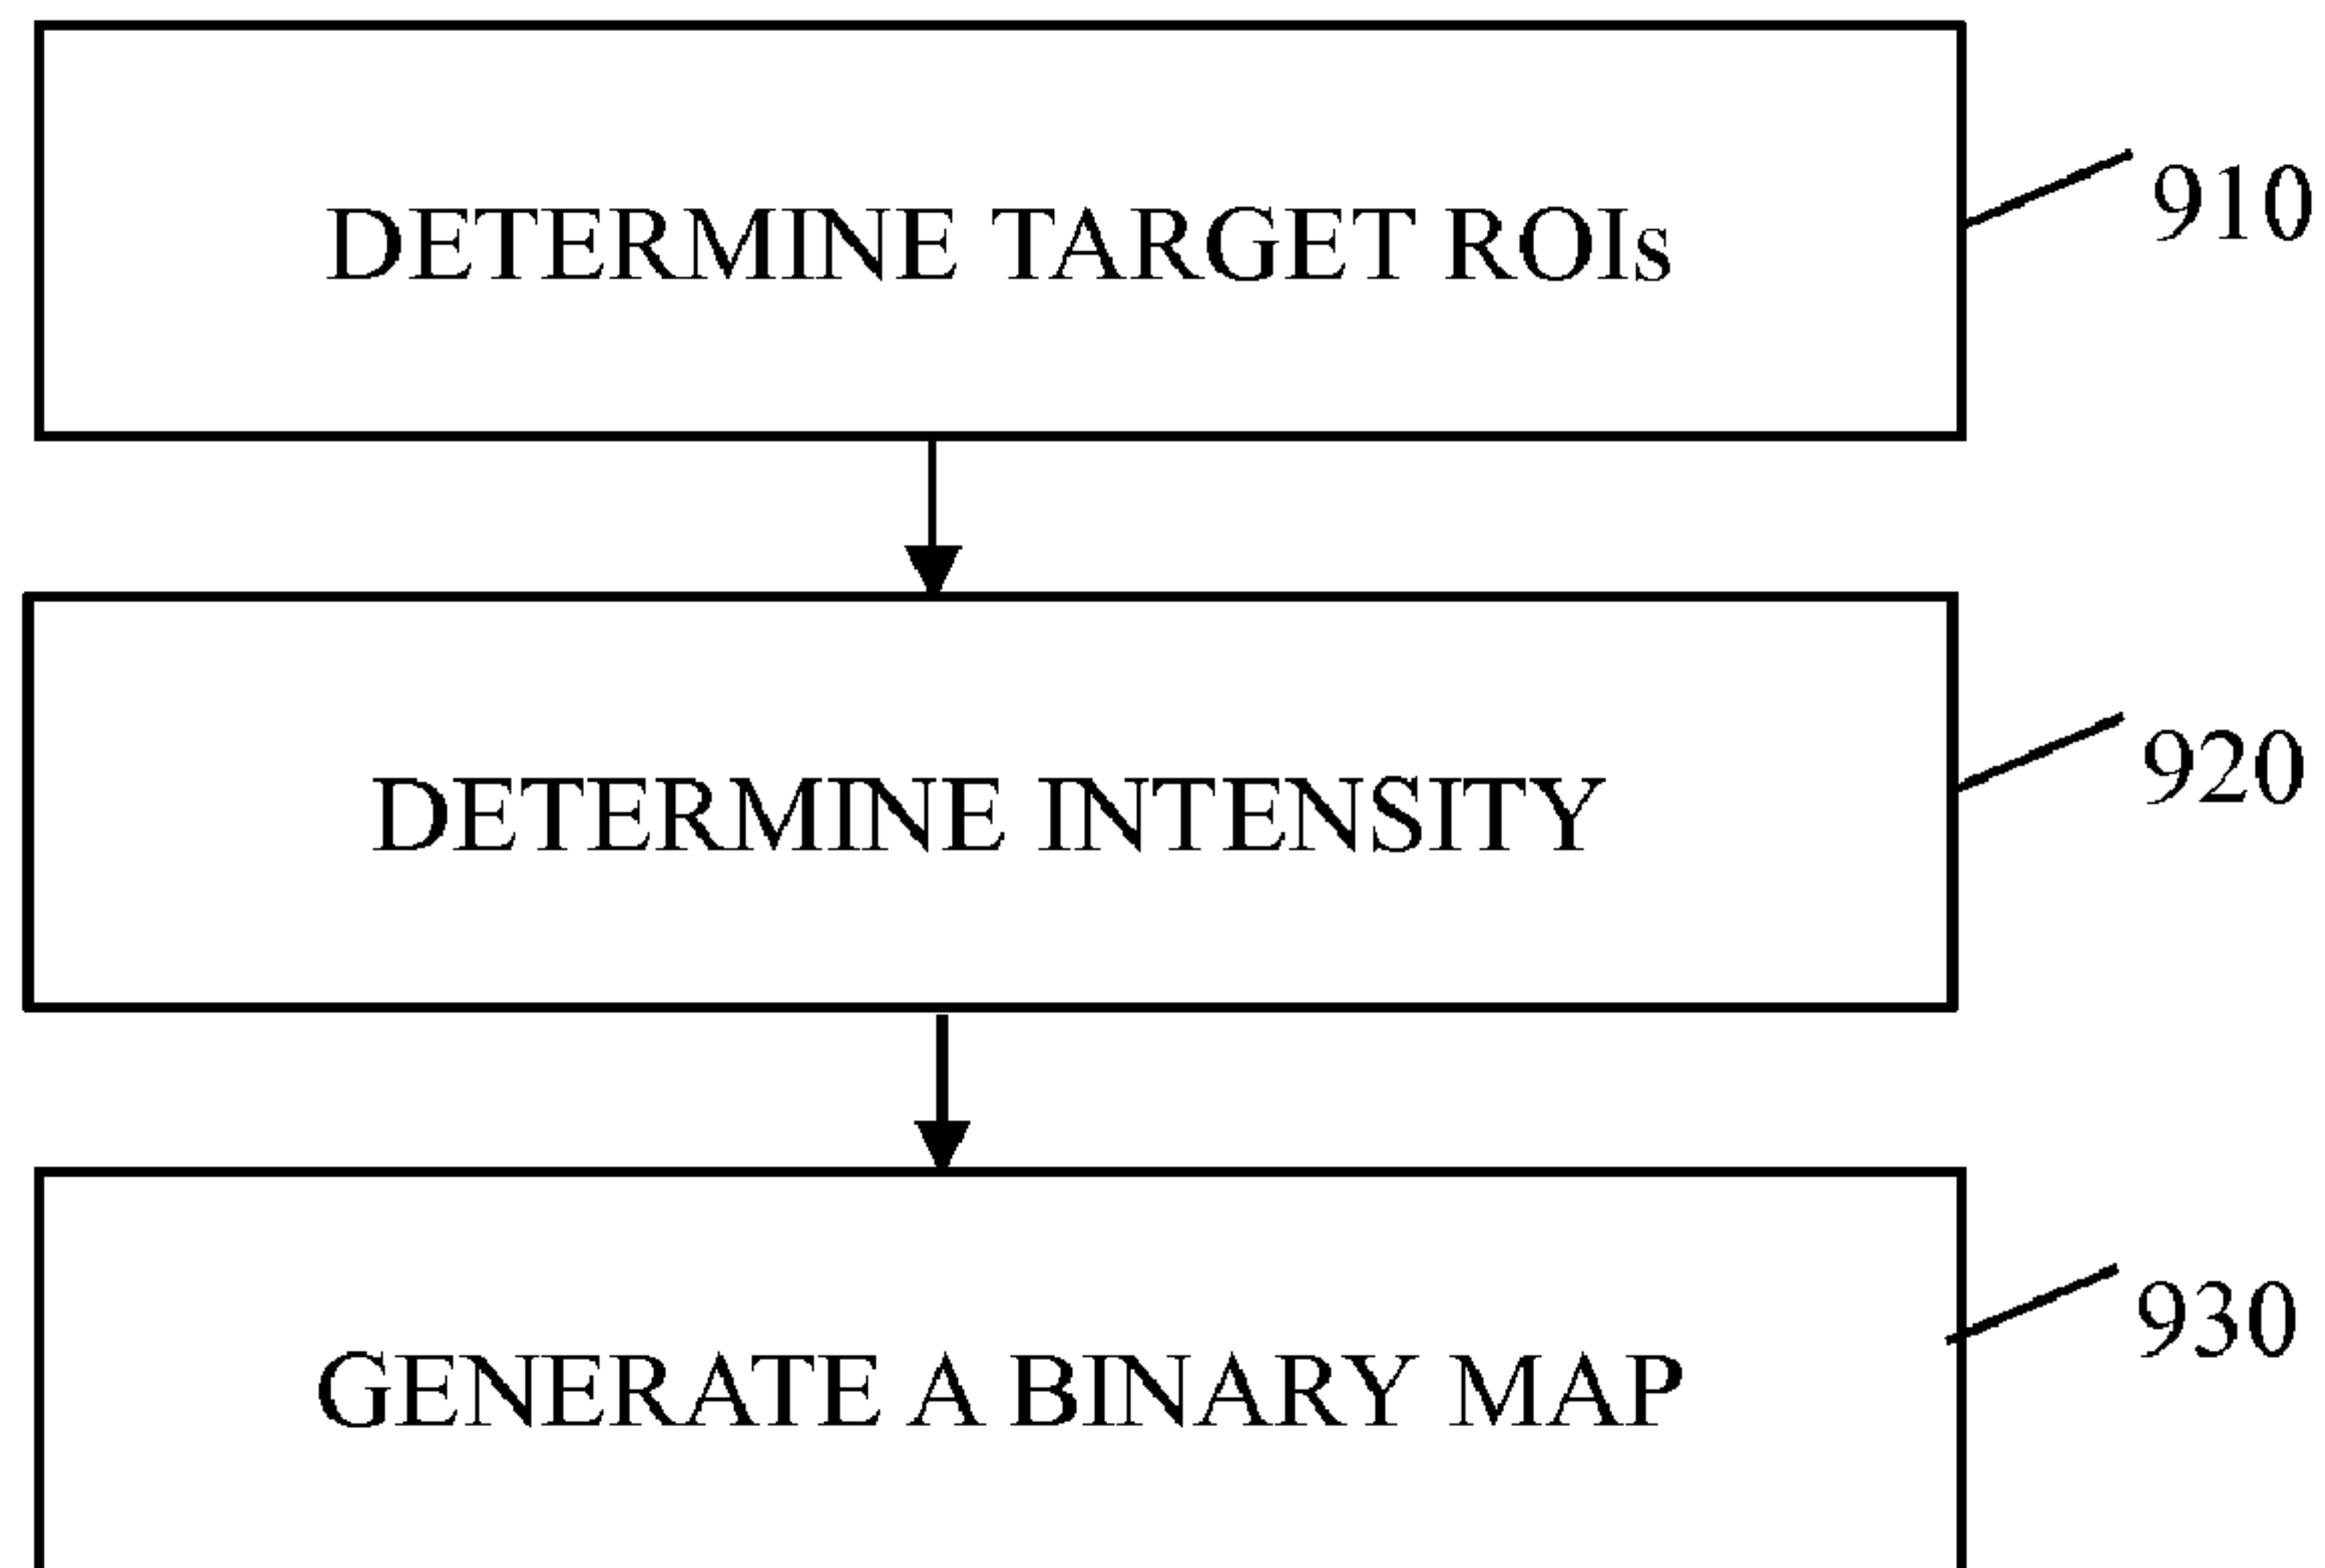 DETERMINE TARGET ROIs
910
DETERMINE INTENSITY
920
GENERATE A BINARY MAP
930